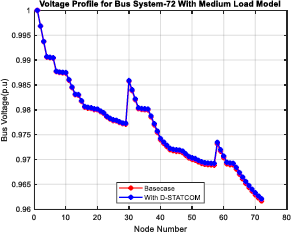 Voltage Profile for Bus System-72 With Medium Load Model
1
0.995
0.99
0.985
0.98
0.975
0.97
0.965
0.96
Bus Voltage(p.u)
Basecase
With D-STATCOM
0 10 20 30 40 50 60 70 80
Node Number